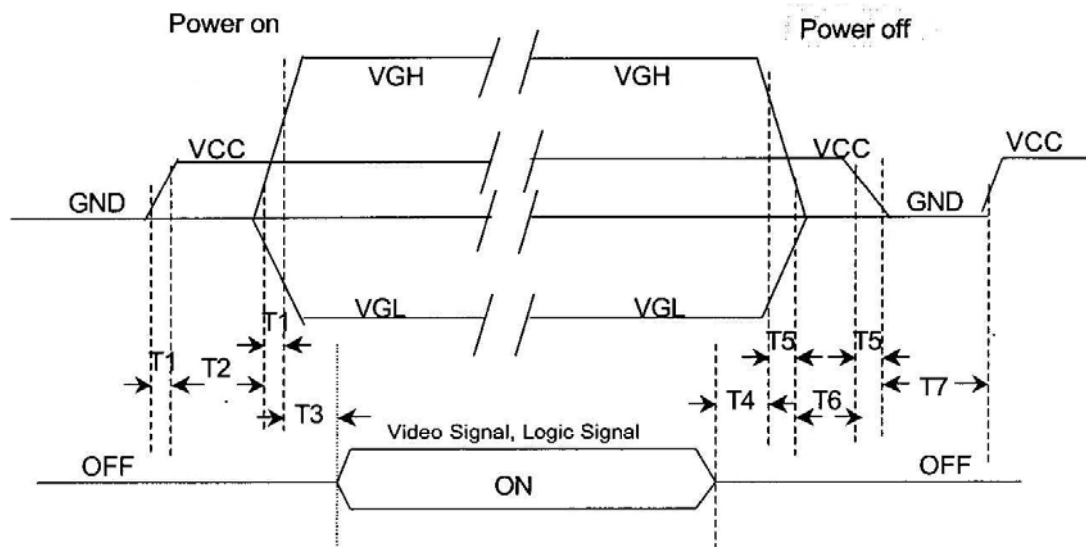 Power on
Power off
VGH
VGH
VCC
VCC
VCC
GND
GND
VGL
VGL
T1
T5
T5
T1
T2
T3
T4
T6
T7
Video Signal, Logic Signal
OFF
ON
OFF